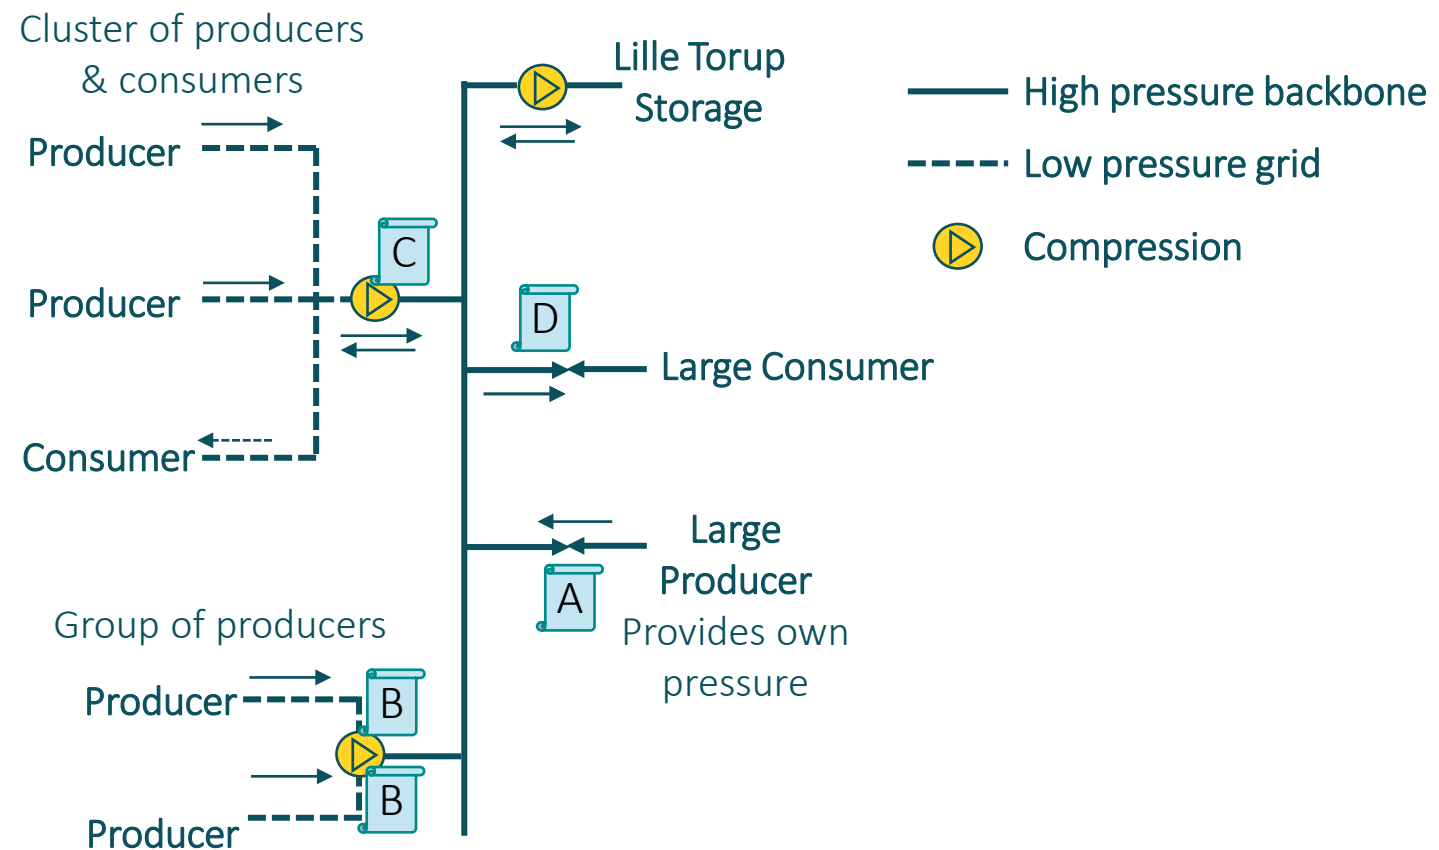 Cluster of producers
& consumers
Producer
Producer
Consumer
C
Lille Torup
Storage
D
Large Consumer
Large
Producer
Provides own
pressure
A
Group of producers
Producer
B
B
Producer
High pressure backbone
Low pressure grid
Compression